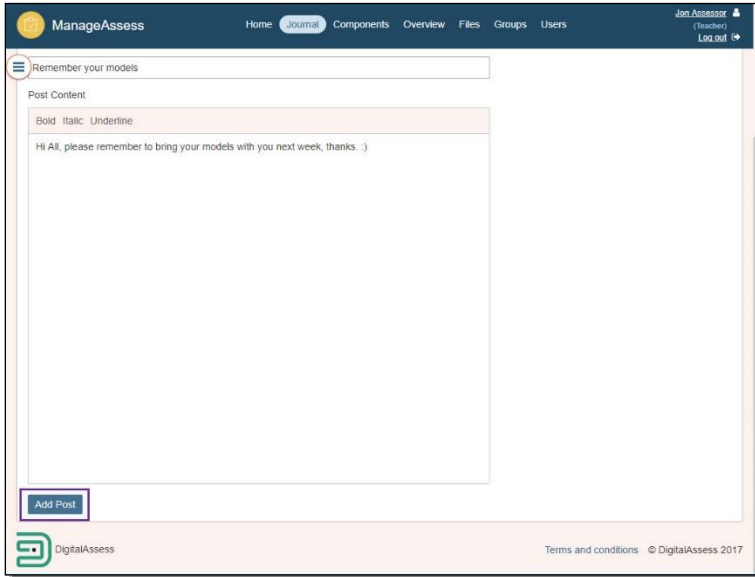 ManageAssess Home Journal Components Overview Files Groups Users Jon Assessor
(Teacher)
Log out
Remember your models
Post Content
Bold Italic Underline
Hi All, please remember to bring your models with you next week, thanks. :)
Add Post
DigitalAssess Terms and conditions © DigitalAssess 2017